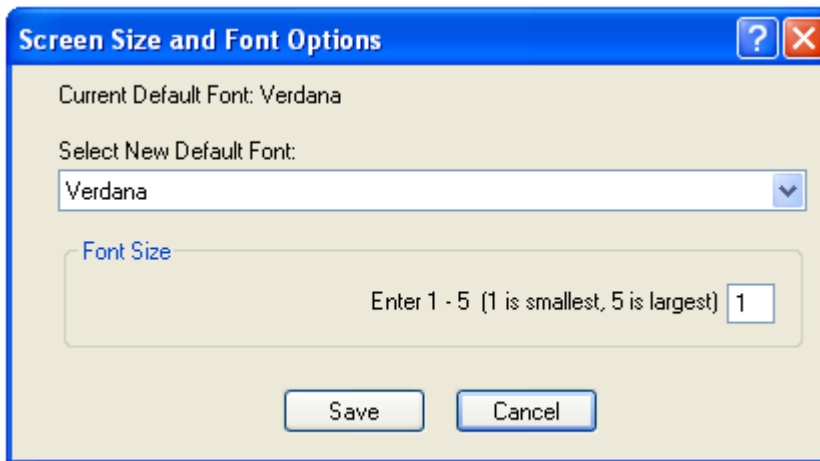 Screen Size and Font Options
Current Default Font: Verdana
Select New Default Font:
Verdana
Font Size
Enter 1 - 5 (1 is smallest, 5 is largest) 1
Save Cancel